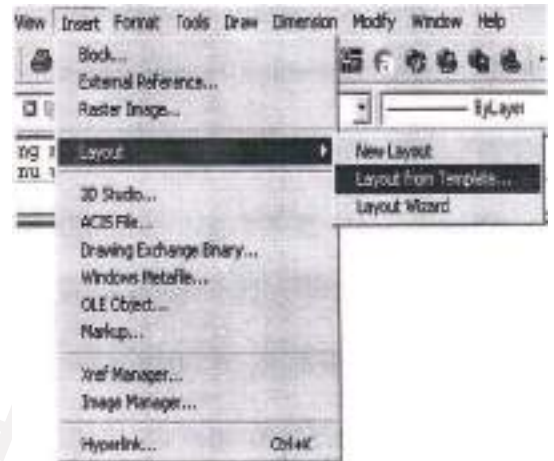 View Insert Format Tools Draw Dimension Modify Window Help
Block...
External Reference...
Raster Image...
ByLayer
Layout
New Layout
Layout from Template...
Layout Wizard
ng
nu
3D Studio...
ACIS File...
Drawing Exchange Binary...
Windows Metafile...
OLE Object...
Markup...
Xref Manager...
Image Manager...
Hyperlink... Ctrl+K